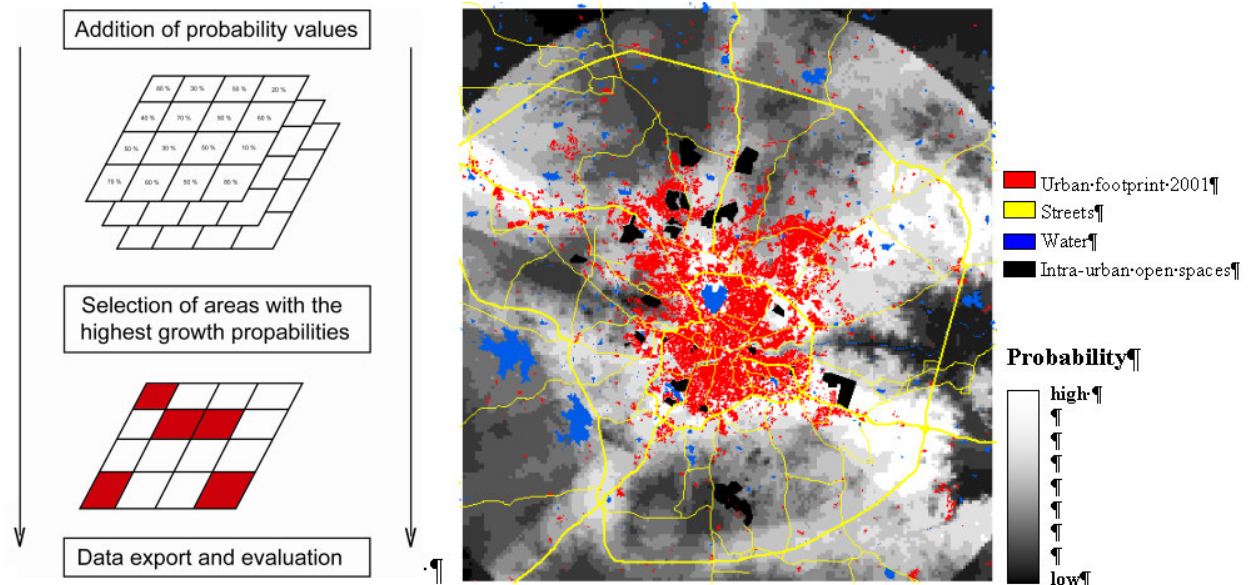 Addition of probability values
80 % 30 % 50 % 20 %
40 % 70 % 90 % 60 %
50 % 30 % 50 % 10 %
70 % 60 % 50 % 80 %
Selection of areas with the
highest growth propabilities
Data export and evaluation
·¶
Urban·footprint·2001¶
Streets¶
Water¶
Intra-urban·open·spaces¶
Probability¶
high·¶
¶
¶
¶
¶
¶
¶
¶
low¶